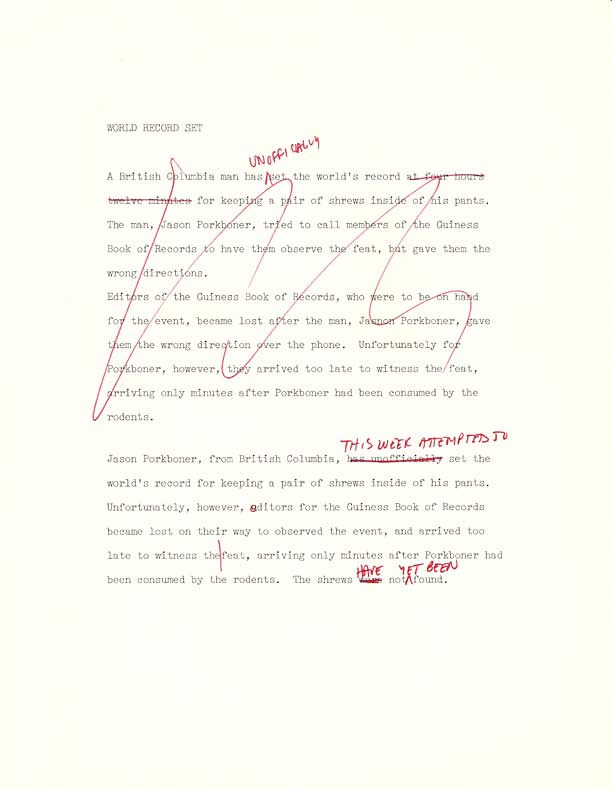 WORLD RECORD SET
UNOFFICIALLY
A British Columbia man has set the world's record at four hours
twelve minutes for keeping a pair of shrews inside of his pants.
The man, Jason Porkboner, tried to call members of the Guiness
Book of Records to have them observe the feat, but gave them the
wrong directions.
Editors of the Guiness Book of Records, who were to be on hand
for the event, became lost after the man, Jasnon Porkboner, gave
them the wrong direction over the phone. Unfortunately for
Porkboner, however, they arrived too late to witness the feat,
arriving only minutes after Porkboner had been consumed by the
rodents.
THIS WEEK ATTEMPTED TO
Jason Porkboner, from British Columbia, has unofficially set the
world's record for keeping a pair of shrews inside of his pants.
Unfortunately, however, editors for the Guiness Book of Records
became lost on their way to observed the event, and arrived too
late to witness thefeat, arriving only minutes after Porkboner had
HAVE YET BEEN
been consumed by the rodents. The shrews not found.